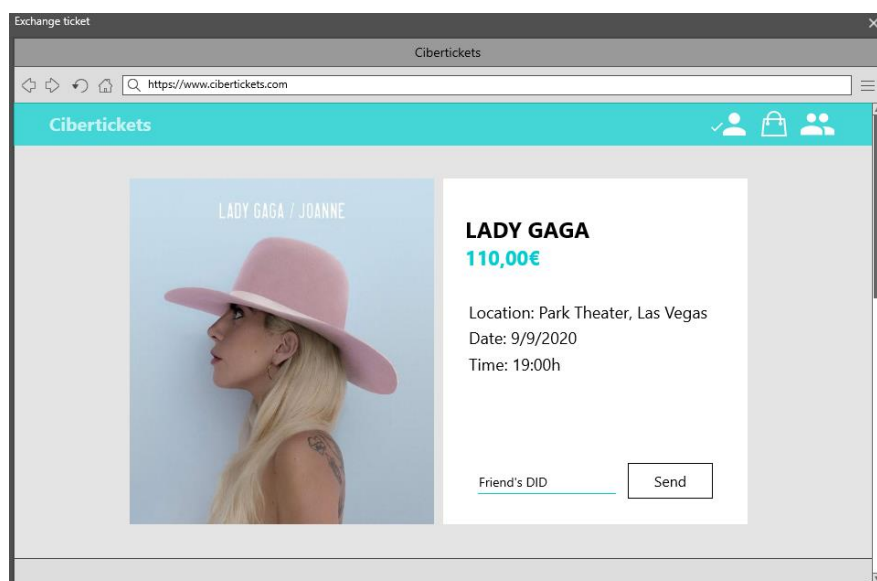 Exchange ticket
Cibertickets
https://www.cibertickets.com
Cibertickets
LADY GAGA / JOANNE
LADY GAGA
110,00€
Location: Park Theater, Las Vegas
Date: 9/9/2020
Time: 19:00h
Friend's DID
Send